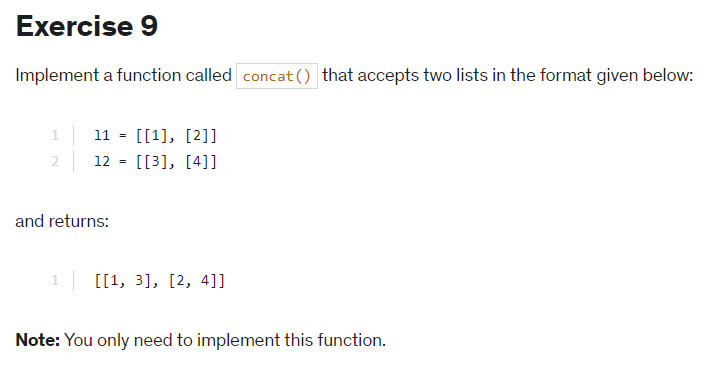 Exercise 9
Implement a function called concat() that accepts two lists in the format given below:
1 l1 = [[1], [2]]
2 l2 = [[3], [4]]
and returns:
1 [[1, 3], [2, 4]]
Note: You only need to implement this function.